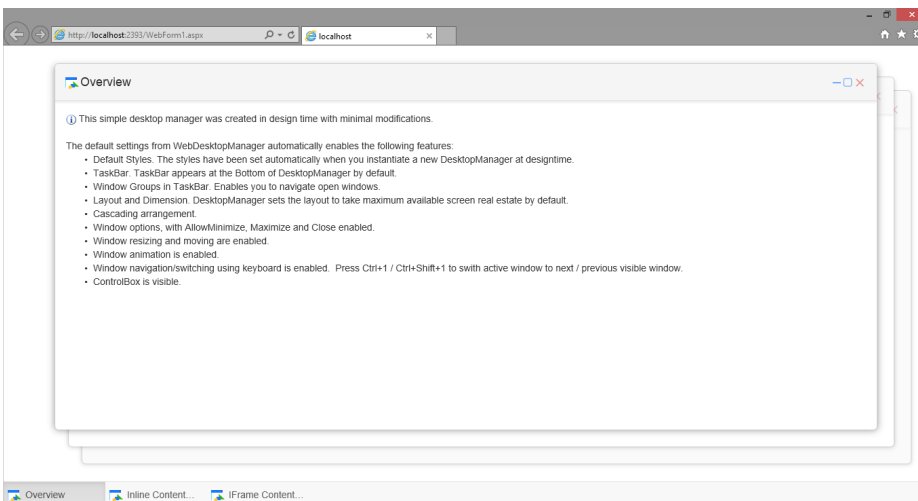 http://localhost:2393/WebForm1.aspx
localhost
Overview
This simple desktop manager was created in design time with minimal modifications.
The default settings from WebDesktopManager automatically enables the following features:
• Default Styles. The styles have been set automatically when you instantiate a new DesktopManager at designtime.
• TaskBar. TaskBar appears at the Bottom of DesktopManager by default.
• Window Groups in TaskBar. Enables you to navigate open windows.
• Layout and Dimension. DesktopManager sets the layout to take maximum available screen real estate by default.
• Cascading arrangement.
• Window options, with AllowMinimize, Maximize and Close enabled.
• Window resizing and moving are enabled.
• Window animation is enabled.
• Window navigation/switching using keyboard is enabled.  Press Ctrl+1 / Ctrl+Shift+1 to swith active window to next / previous visible window.
• ControlBox is visible.
Overview
Inline Content...
IFrame Content...